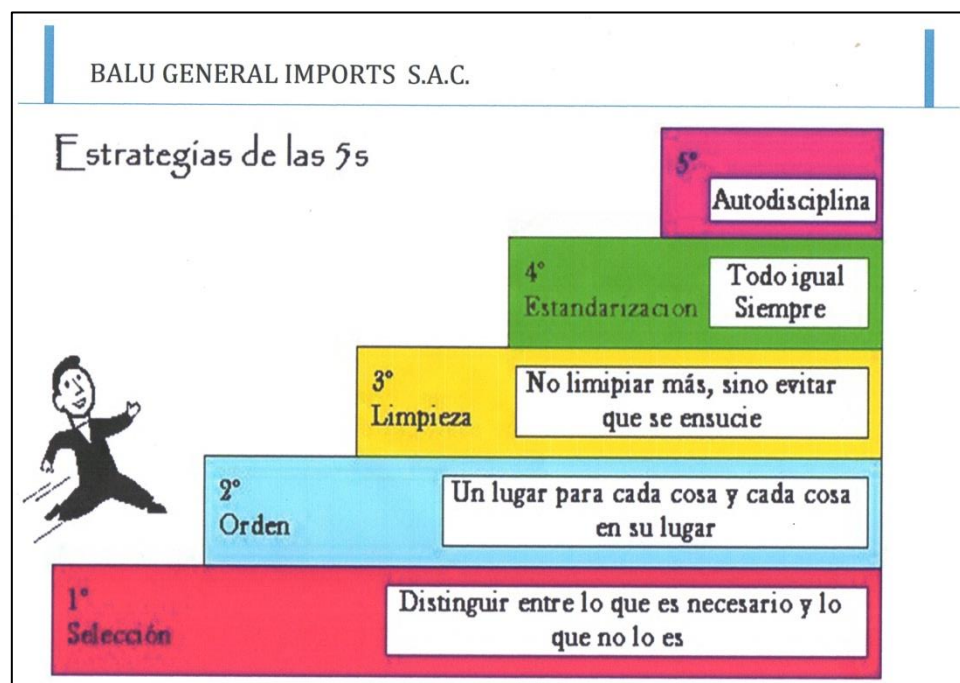 BALU GENERAL IMPORTS S.A.C.
Estrategias de las 5s
5°
Autodisciplina
4°
Estandarizacion
Todo igual
Siempre
3°
Limpieza
No limipiar más, sino evitar
que se ensucie
2°
Orden
Un lugar para cada cosa y cada cosa
en su lugar
1°
Selección
Distinguir entre lo que es necesario y lo
que no lo es